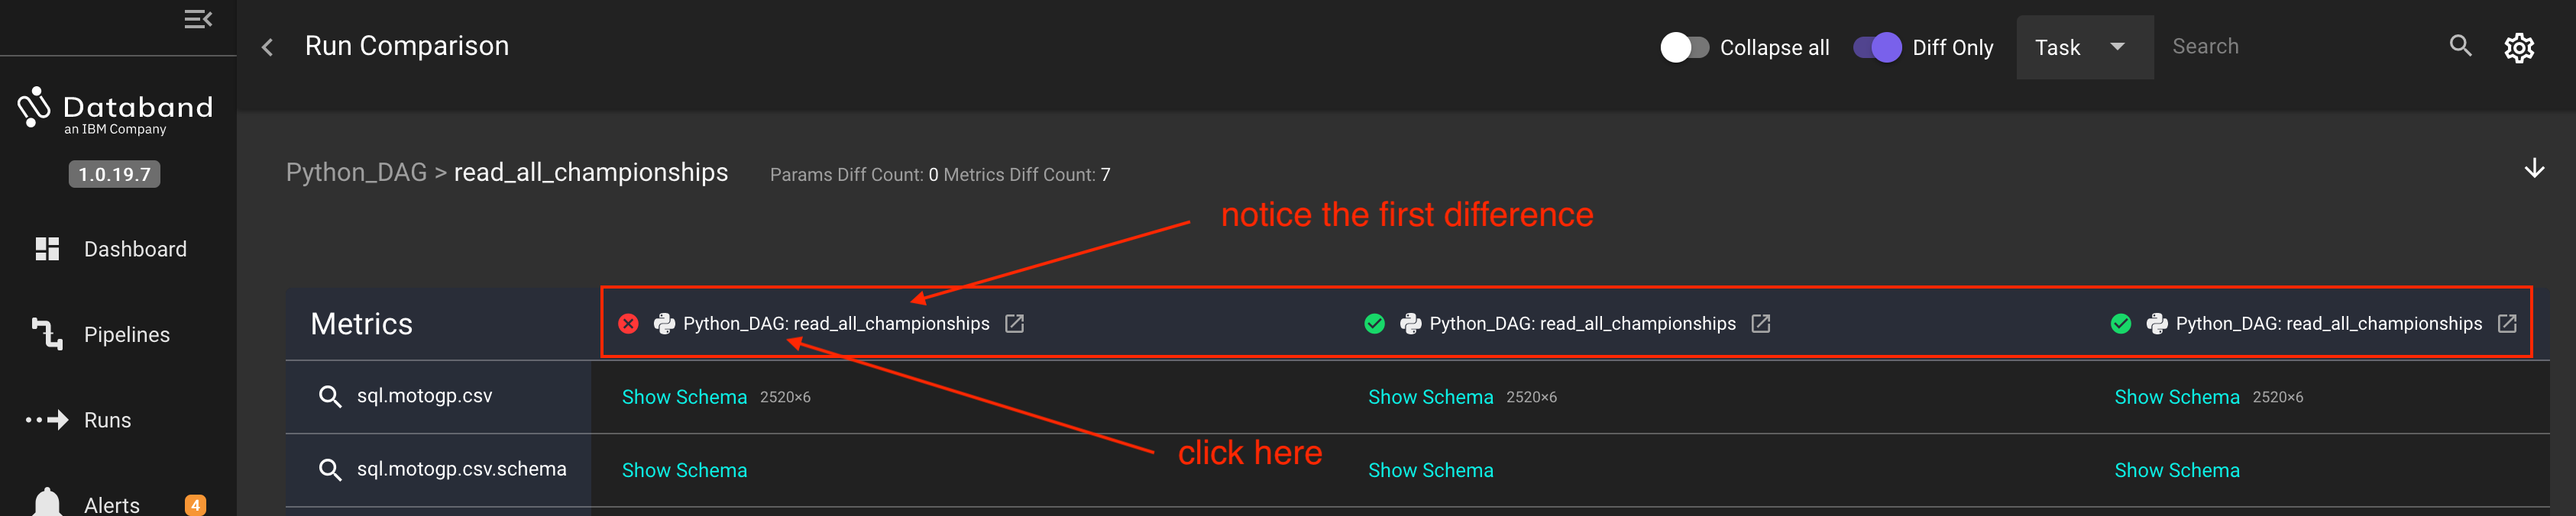 Run Comparison
Collapse all
Diff Only
Task
Search
Databand
an IBM Company
1.0.19.7
Dashboard
Pipelines
Runs
Alerts 4
Python_DAG > read_all_championships Params Diff Count: 0 Metrics Diff Count: 7
notice the first difference
Metrics Python_DAG: read_all_championships Python_DAG: read_all_championships Python_DAG: read_all_championships
sql.motogp.csv Show Schema 2520×6 Show Schema 2520×6 Show Schema 2520×6
click here
sql.motogp.csv.schema Show Schema Show Schema Show Schema